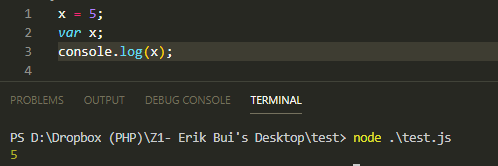 1 x = 5;
2 var x;
3 console.log(x);
4
PROBLEMS OUTPUT DEBUG CONSOLE TERMINAL
PS D:\Dropbox (PHP)\Z1- Erik Bui's Desktop\test> node .\test.js
5